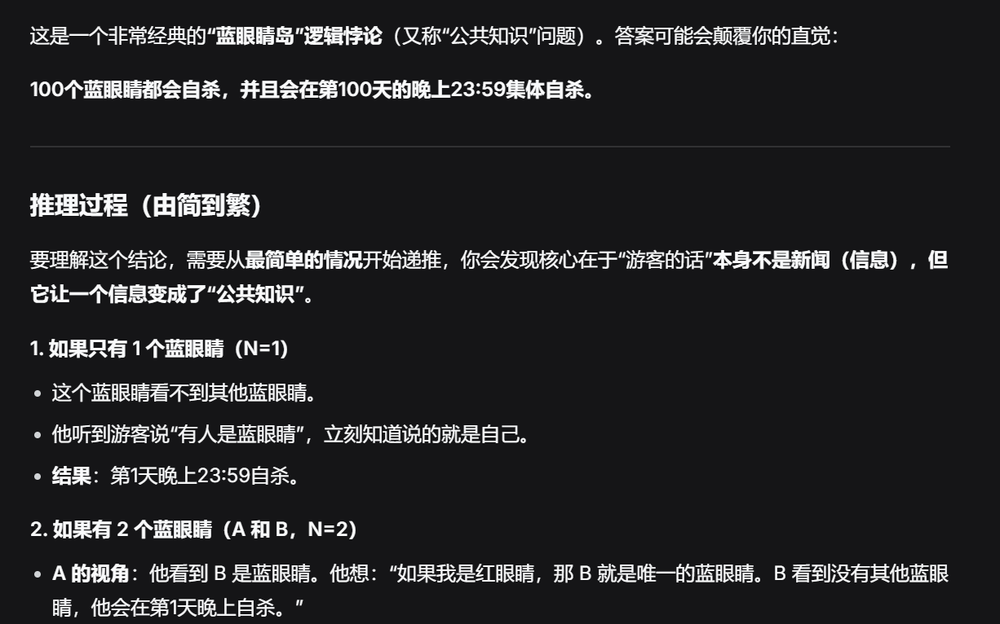 这是一个非常经典的“蓝眼睛岛”逻辑悖论（又称“公共知识”问题）。答案可能会颠覆你的直觉：
100个蓝眼睛都会自杀，并且会在第100天的晚上23:59集体自杀。
推理过程（由简到繁）
要理解这个结论，需要从最简单的情况开始递推，你会发现核心在于“游客的话”本身不是新闻（信息），但
它让一个信息变成了“公共知识”。
1. 如果只有 1 个蓝眼睛（N=1）
• 这个蓝眼睛看不到其他蓝眼睛。
• 他听到游客说“有人是蓝眼睛”，立刻知道说的就是自己。
• 结果：第1天晚上23:59自杀。
2. 如果有 2 个蓝眼睛（A 和 B，N=2）
• A 的视角：他看到 B 是蓝眼睛。他想：“如果我是红眼睛，那 B 就是唯一的蓝眼睛。B 看到没有其他蓝眼
睛，他会在第1天晚上自杀。”